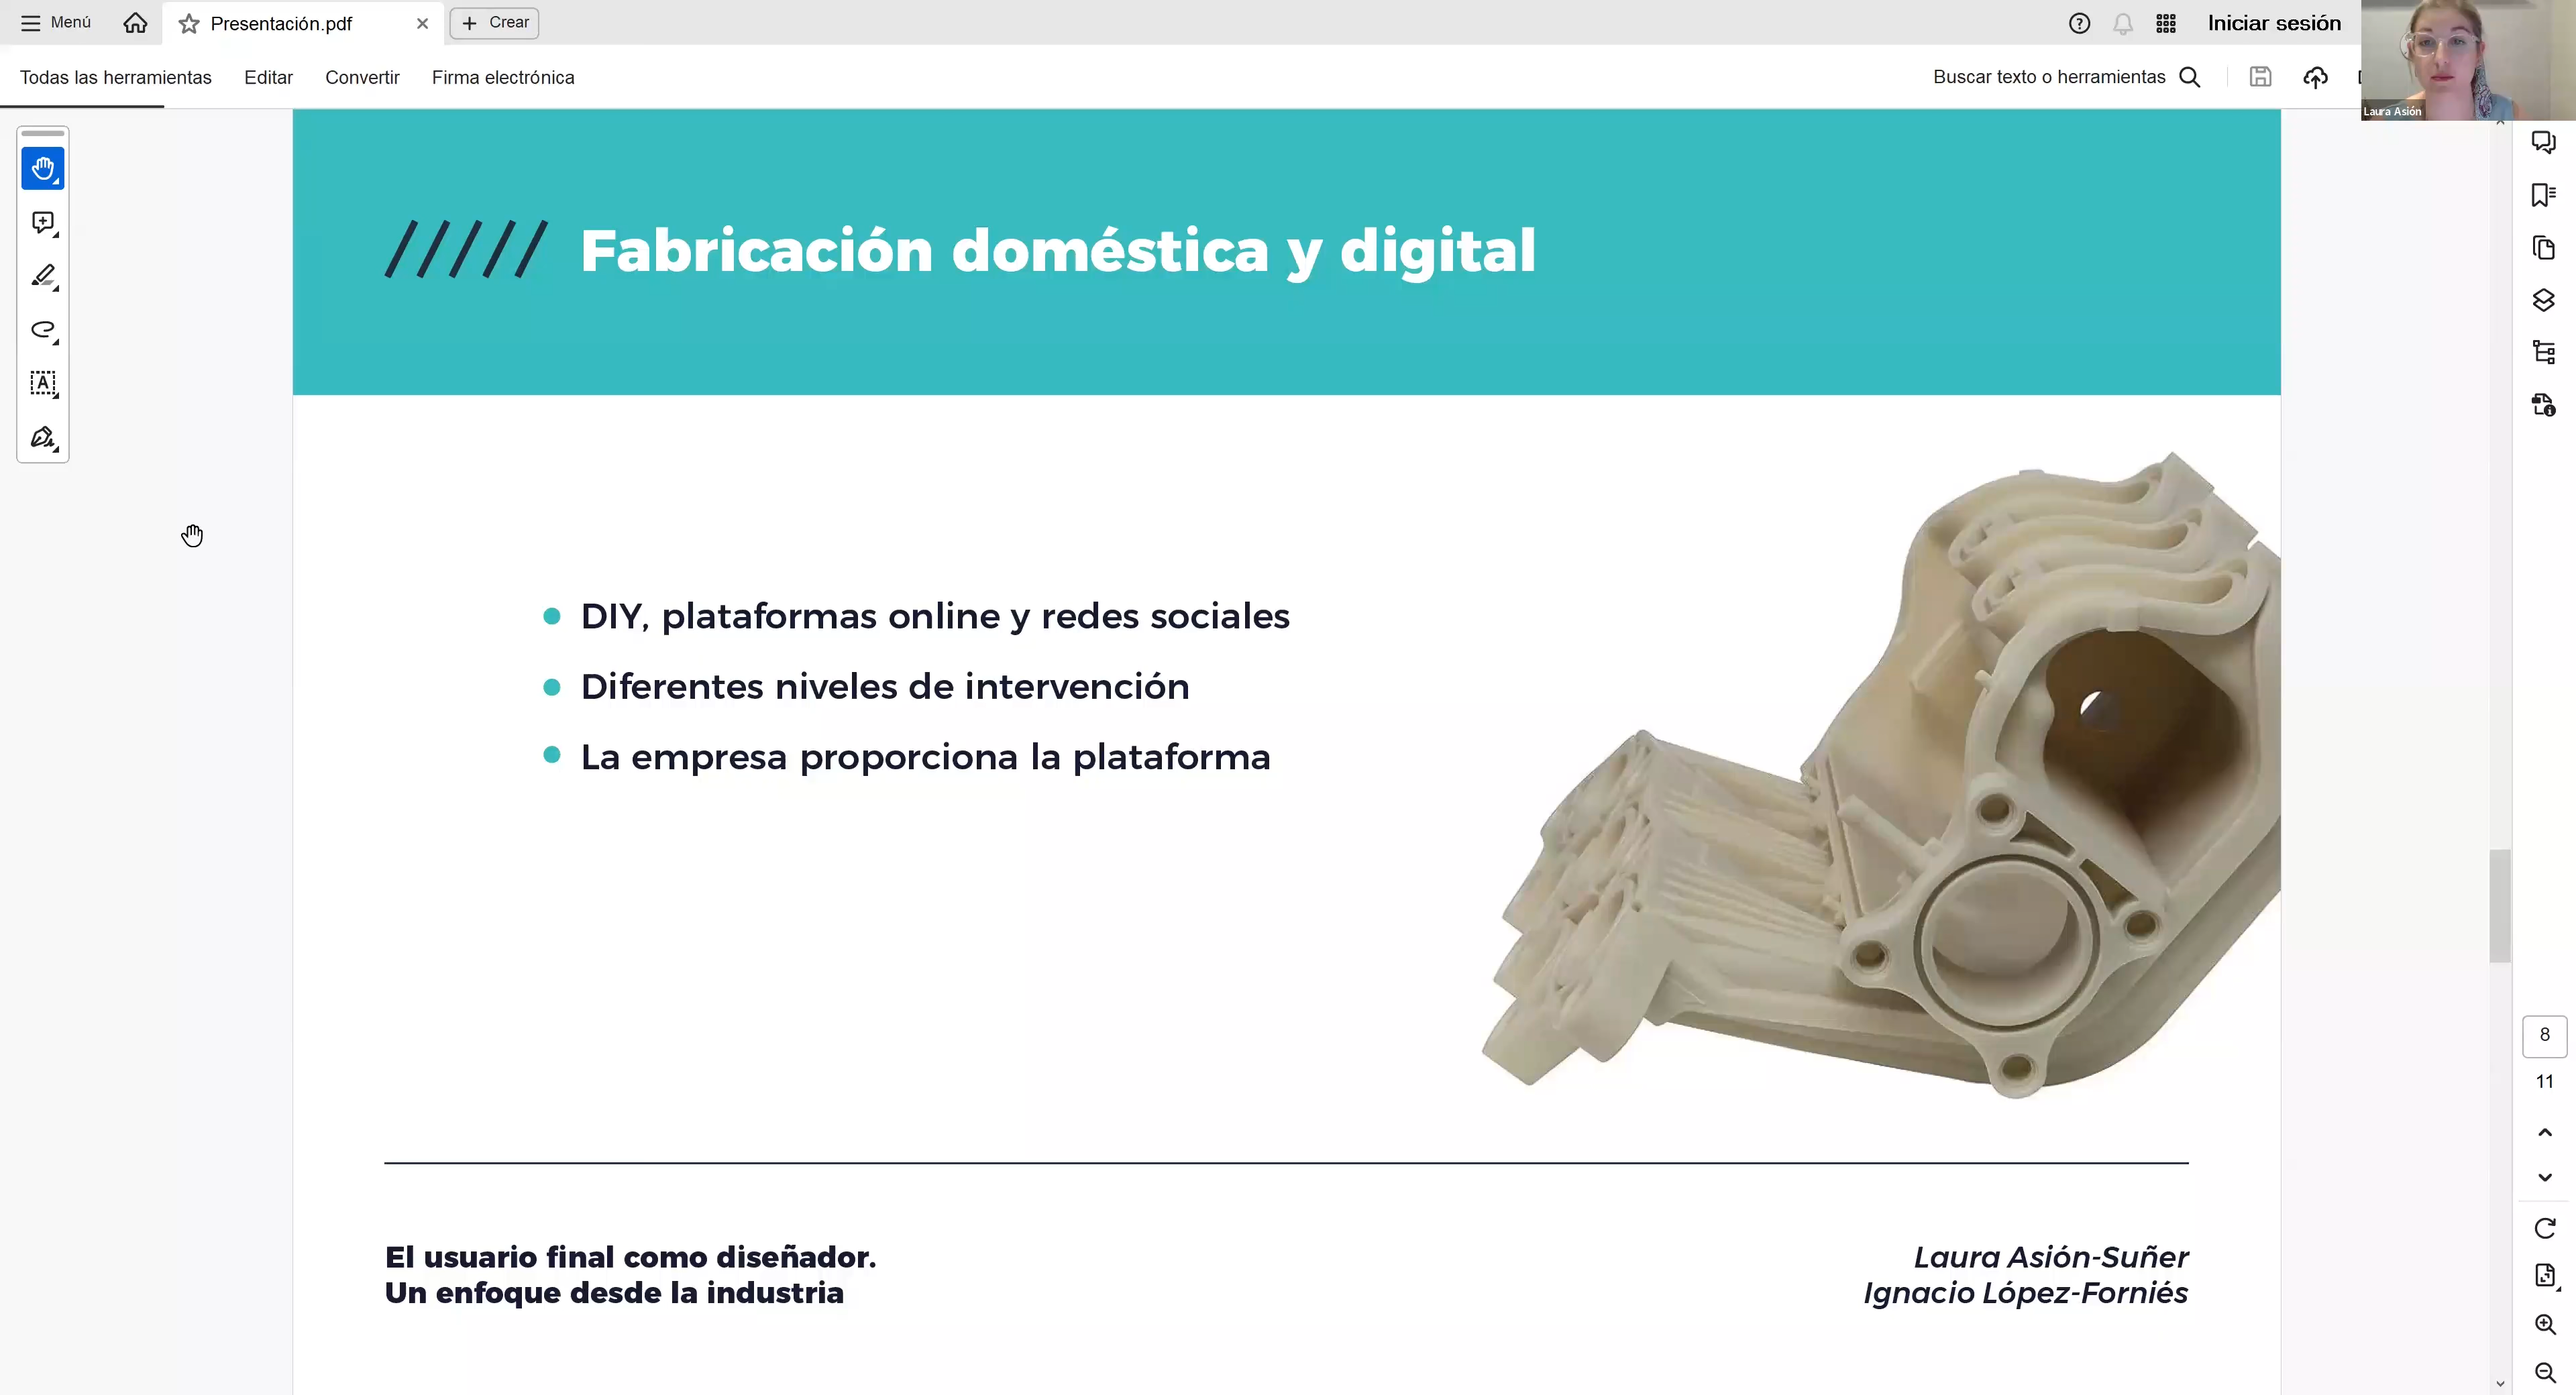 Menú
Presentación.pdf
Crear
Iniciar sesión
Todas las herramientas
Editar
Convertir
Firma electrónica
Buscar texto o herramientas
Laura Asión
Fabricación doméstica y digital
DIY, plataformas online y redes sociales
Diferentes niveles de intervención
La empresa proporciona la plataforma
8
11
El usuario final como diseñador.
Un enfoque desde la industria
Laura Asión-Suñer
Ignacio López-Forniés